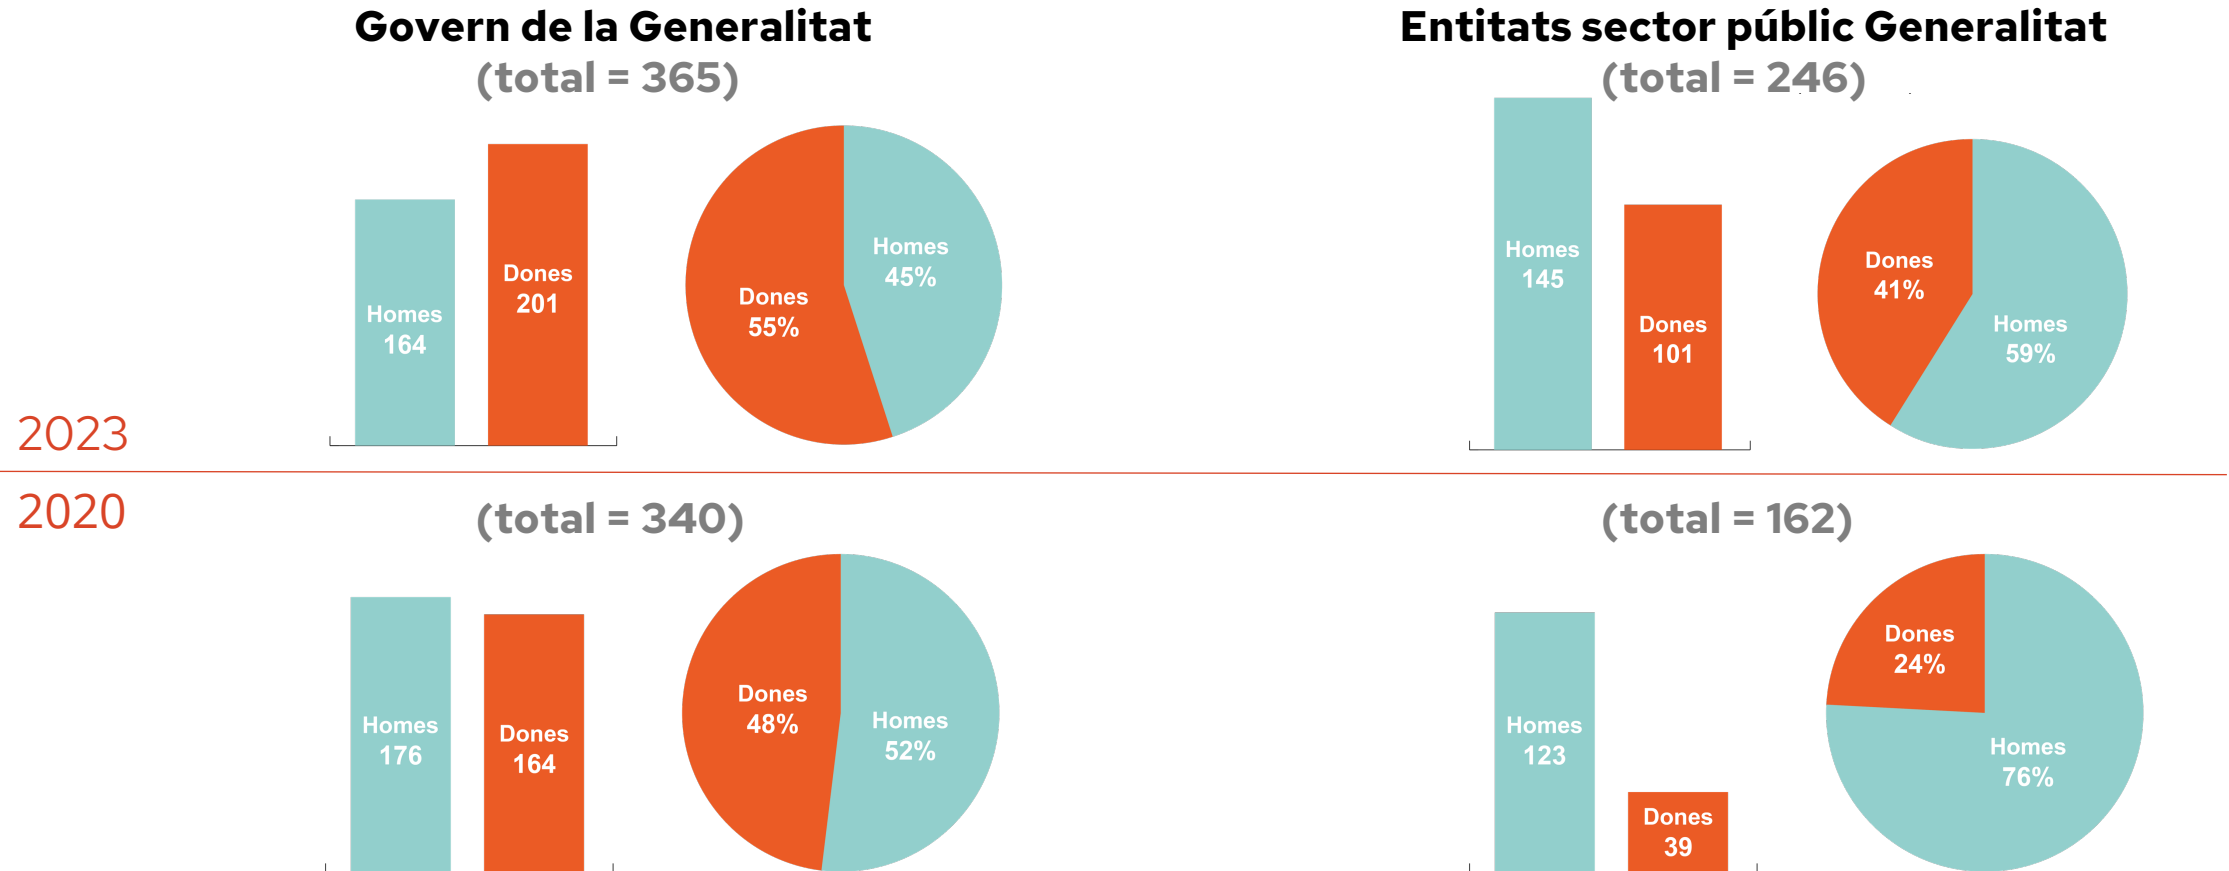 Govern de la Generalitat
(total = 365)
Entitats sector públic Generalitat
(total = 246)
Homes
164
Dones
201
Dones
55%
Homes
45%
Homes
145
Dones
101
Dones
41%
Homes
59%
2023
2020
(total = 340)
(total = 162)
Homes
176
Dones
164
Dones
48%
Homes
52%
Homes
123
Dones
39
Dones
24%
Homes
76%